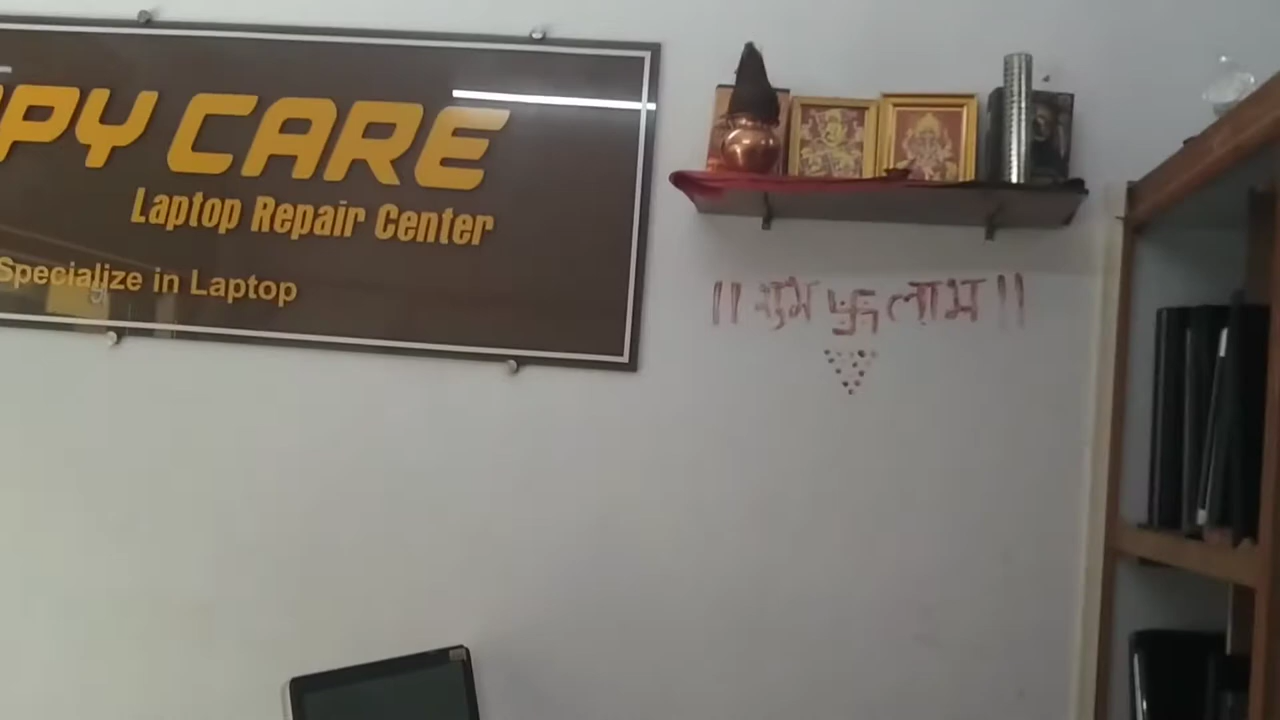 PY CARE
Laptop Repair Center
Specialize in Laptop
|| शुभ 卐 लाभ ||